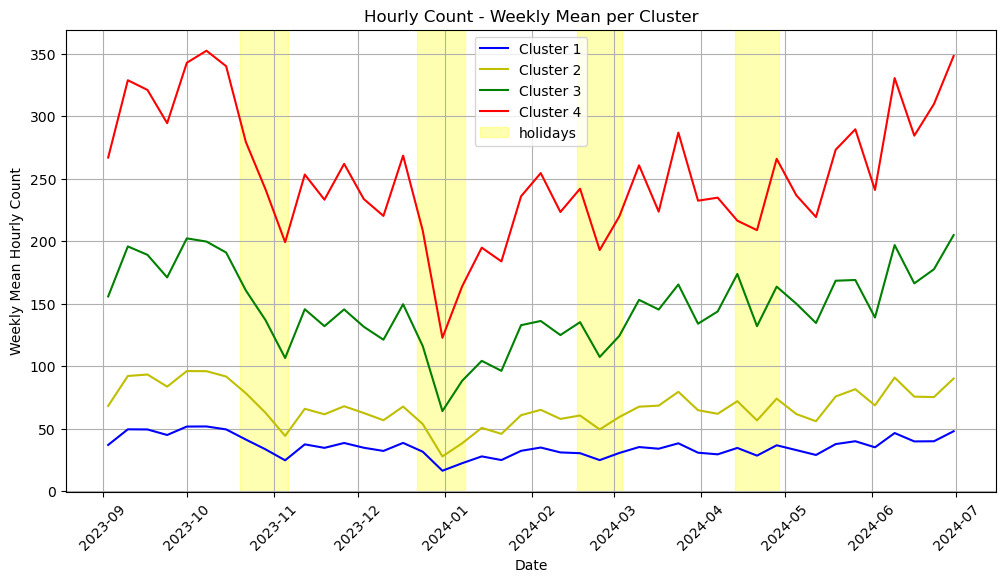 Hourly Count - Weekly Mean per Cluster
Weekly Mean Hourly Count
350
300
250
200
150
100
50
0
Cluster 1
Cluster 2
Cluster 3
Cluster 4
holidays
2023-09
2023-10
2023-11
2023-12
2024-01
2024-02
2024-03
2024-04
2024-05
2024-06
2024-07
Date